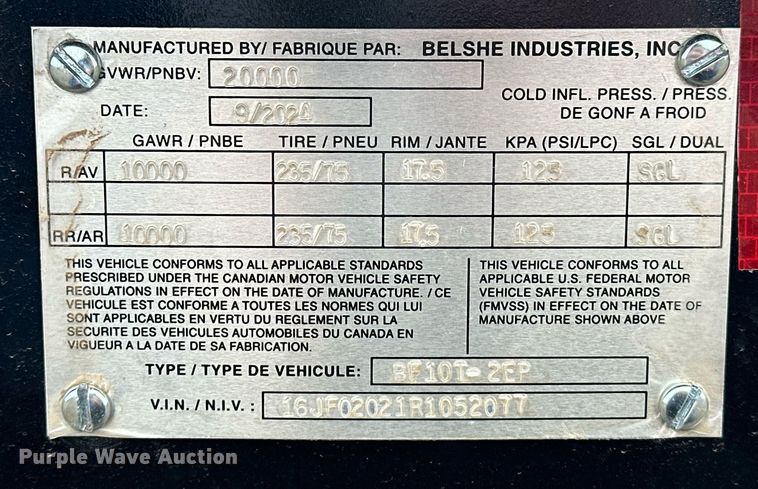 MANUFACTURED BY/ FABRIQUE PAR: BELSHE INDUSTRIES, INC
GVWR/PNBV: 20000
COLD INFL. PRESS. / PRESS.
DATE: 9/2024
DE GONF A FROID
GAWR / PNBE TIRE / PNEU RIM / JANTE KPA (PSI/LPC) SGL / DUAL
R/AV 10000 235/75 17.5 125 SGL
RR/AR 10000 235/75 17.5 125 SGL
THIS VEHICLE CONFORMS TO ALL APPLICABLE STANDARDS
PRESCRIBED UNDER THE CANADIAN MOTOR VEHICLE SAFETY
REGULATIONS IN EFFECT ON THE DATE OF MANUFACTURE. / CE
VEHICULE EST CONFORME A TOUTES LES NORMES QUI LUI
SONT APPLICABLES EN VERTU DU REGLEMENT SUR LA
SECURITE DES VEHICULES AUTOMOBILES DU CANADA EN
VIGUEUR A LA DATE DE SA FABRICATION.
THIS VEHICLE CONFORMS TO ALL
APPLICABLE U.S. FEDERAL MOTOR
VEHICLE SAFETY STANDARDS
(FMVSS) IN EFFECT ON THE DATE OF
MANUFACTURE SHOWN ABOVE
TYPE / TYPE DE VEHICULE: BF10T-2EP
V.I.N. / N.I.V. : 16JF02021R1052077
Purple Wave Auction